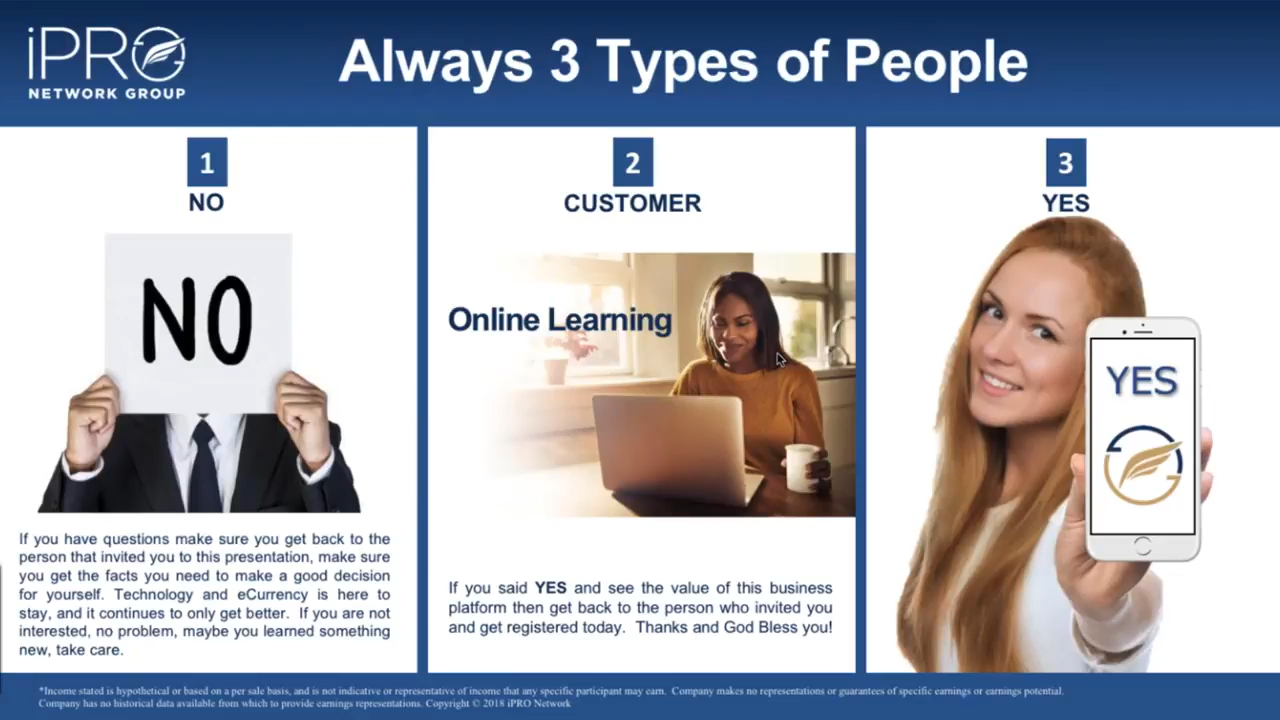 iPRO
NETWORK GROUP
Always 3 Types of People
1
NO
NO
If you have questions make sure you get back to the
person that invited you to this presentation, make sure
you get the facts you need to make a good decision
for yourself. Technology and eCurrency is here to
stay, and it continues to only get better. If you are not
interested, no problem, maybe you learned something
new, take care.
2
CUSTOMER
Online Learning
If you said YES and see the value of this business
platform then get back to the person who invited you
and get registered today. Thanks and God Bless you!
3
YES
YES
*Income stated is hypothetical or based on a per sale basis, and is not indicative or representative of income that any specific participant may earn. Company makes no representations or guarantees of specific earnings or earnings potential.
Company has no historical data available from which to provide earnings representations. Copyright © 2018 iPRO Network